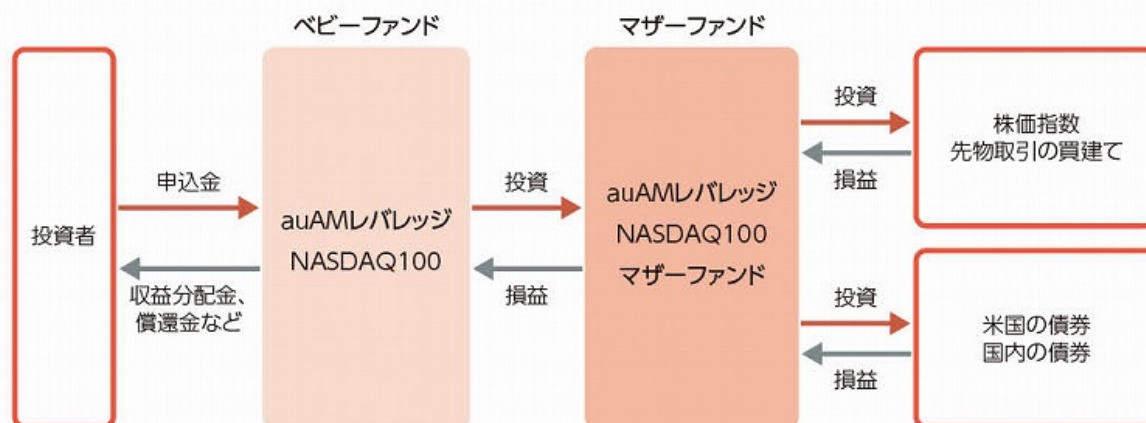 ベビーファンド
マザーファンド
投資者
申込金
収益分配金、
償還金など
auAMレバレッジ
NASDAQ100
投資
損益
auAMレバレッジ
NASDAQ100
マザーファンド
投資
損益
株価指数
先物取引の買建て
投資
損益
米国の債券
国内の債券